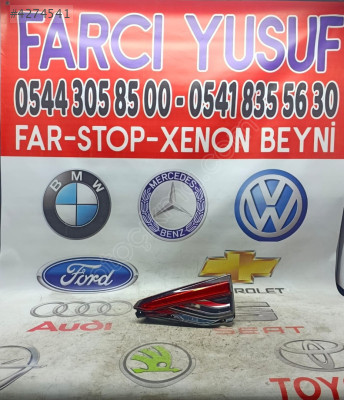 #4274541
FARCI YUSUF
0544 305 85 00 - 0541 835 56 30
FAR-STOP-XENON BEYNİ
BMW
MERCEDES
BENZ
Ford
CHEVROLET
Audi
SEAT
TOYO